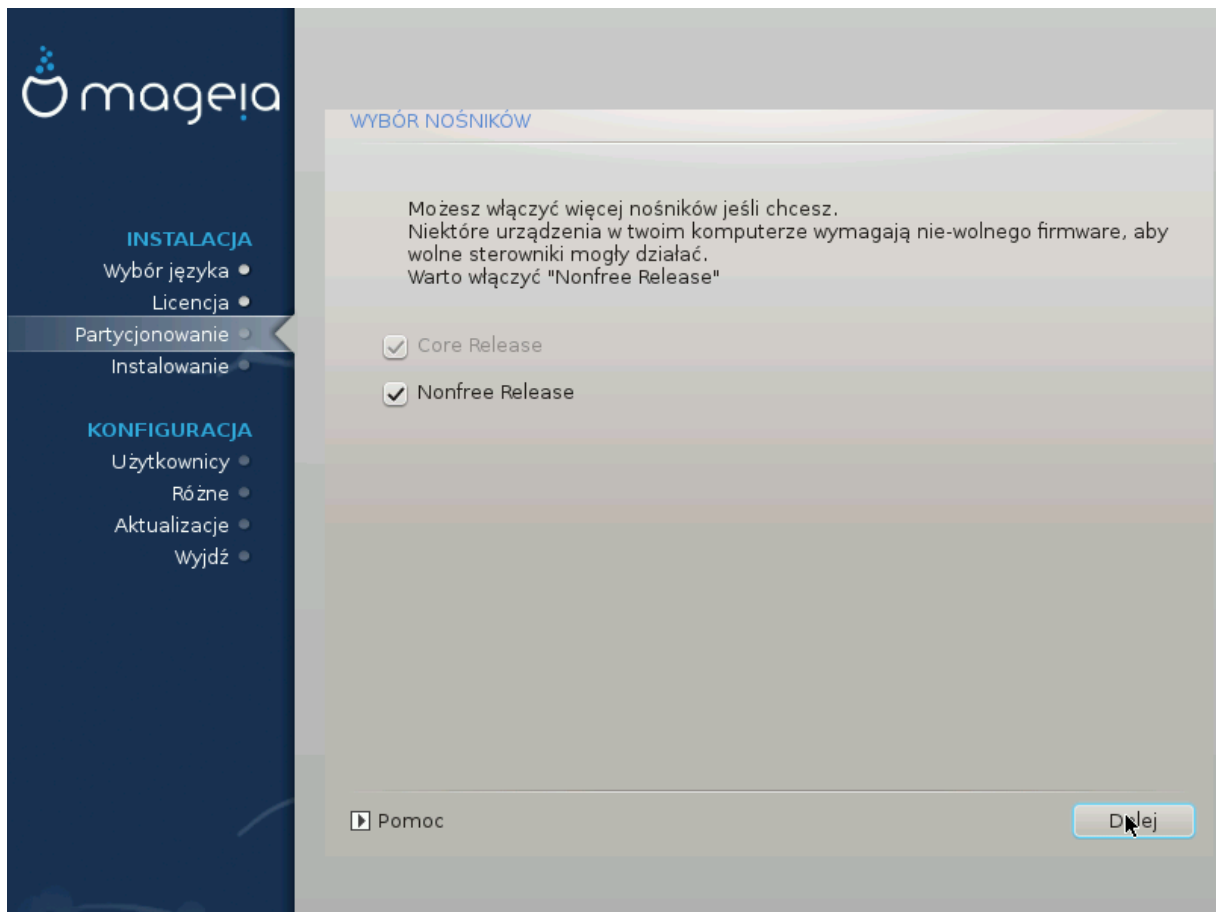 mageia
INSTALACJA
Wybór języka
Licencja
Partycjonowanie
Instalowanie
KONFIGURACJA
Użytkownicy
Różne
Aktualizacje
Wyjdź
WYBÓR NOŚNIKÓW
Możesz włączyć więcej nośników jeśli chcesz.
Niektóre urządzenia w twoim komputerze wymagają nie-wolnego firmware, aby
wolne sterowniki mogły działać.
Warto włączyć "Nonfree Release"
Core Release
Nonfree Release
Pomoc
Dalej